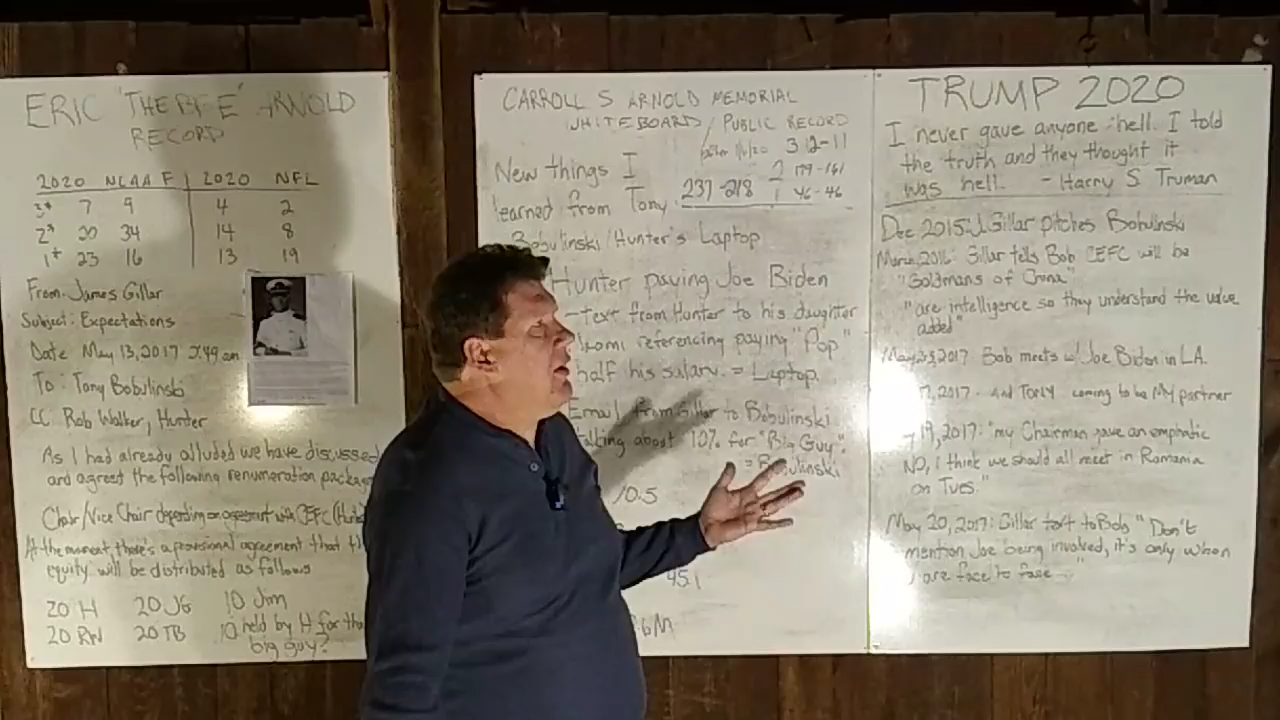 ERIC 'THE ARNOLD
RECORD
2020 NCAA F 2020 NFL
3* 7 9 4 2
2* 20 34 14 8
1* 23 16 13 19
From: James Gillar
Subject: Expectations
Date May 13, 2017 am
To: Tony Bobulinski
CC Rob Walker, Hunter
As I had already alluded we have discussed
and agreed the following renumeration package
Chair/Vice Chair depending on agreement with CEFC
At the moment, there's a provisional agreement that
equity will be distributed as follows
20 H 20 JG 10 Jim
20 RW 20 TB 10 held by H for the
big guy?
CARROLL S ARNOLD MEMORIAL
WHITEBOARD / PUBLIC RECORD
3 12-11
2 179-161
237-218 1 46-46
New things I
learned from Tony
Bobulinski/Hunter's Laptop
Hunter paying Joe Biden
-Text from Hunter to his daughter
referencing paying "Pop"
half his salary. = Laptop.
Email from Gillar to Bobulinski
talking about 10% for "Big Guy".
= Bobulinski
10.5
45.1
6M
TRUMP 2020
I never gave anyone hell. I told
the truth and they thought it
was hell. - Harry S. Truman
Dec 2015: J Gillar pitches Bobulinski
March, 2016: Gillar tells Bob CEFC will be
"Goldmans of China"
"are intelligence so they understand the value
added"
May 23, 2017 Bob meets w/ Joe Biden in LA.
2017 - and TONY coming to be MY partner
19, 2017: "my Chairman gave an emphatic
NO, I think we should all meet in Romania
on Tues."
May 20, 2017: Gillar text to Bob "Don't
mention Joe being involved, it's only when
are face to face